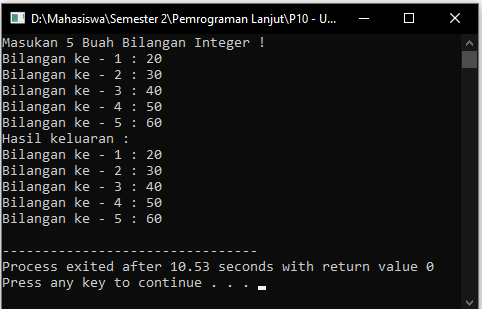 D:\Mahasiswa\Semester 2\Pemrograman Lanjut\P10 - U...
Masukan 5 Buah Bilangan Integer !
Bilangan ke - 1 : 20
Bilangan ke - 2 : 30
Bilangan ke - 3 : 40
Bilangan ke - 4 : 50
Bilangan ke - 5 : 60
Hasil keluaran :
Bilangan ke - 1 : 20
Bilangan ke - 2 : 30
Bilangan ke - 3 : 40
Bilangan ke - 4 : 50
Bilangan ke - 5 : 60
--------------------------------
Process exited after 10.53 seconds with return value 0
Press any key to continue . . .